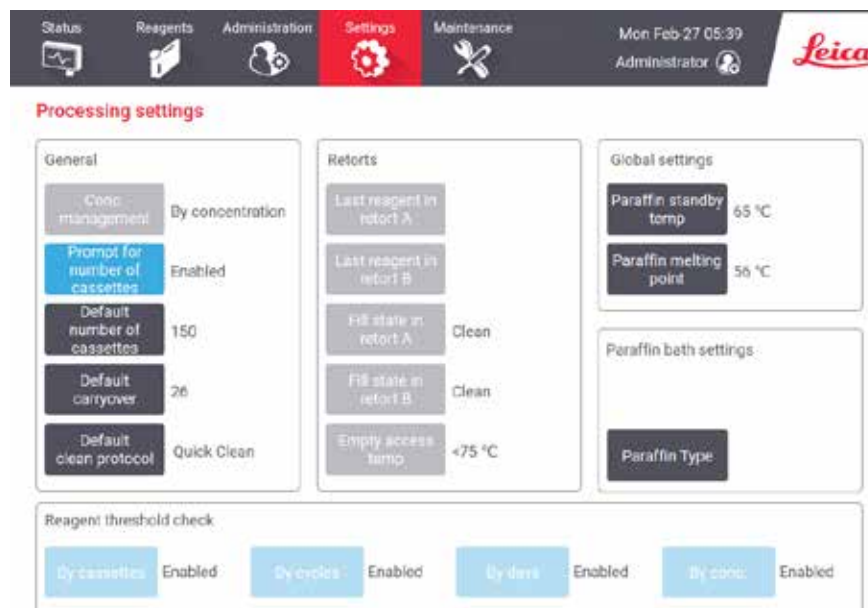 Status Reagents Administration Settings Maintenance
Mon Feb-27 05:39
Administrator
Leica
Processing settings
General
Conc.
management
By concentration
Prompt for
number of
cassettes
Enabled
Default
number of
cassettes
150
Default
carryover
26
Default
clean protocol
Quick Clean
Retorts
Last reagent in
retort A
Last reagent in
retort B
Fill state in
retort A
Clean
Fill state in
retort B
Clean
Empty access
temp
<75 °C
Global settings
Paraffin standby
temp
65 °C
Paraffin melting
point
56 °C
Paraffin bath settings
Paraffin Type
Reagent threshold check
By cassettes Enabled By cycles Enabled By days Enabled By conc. Enabled